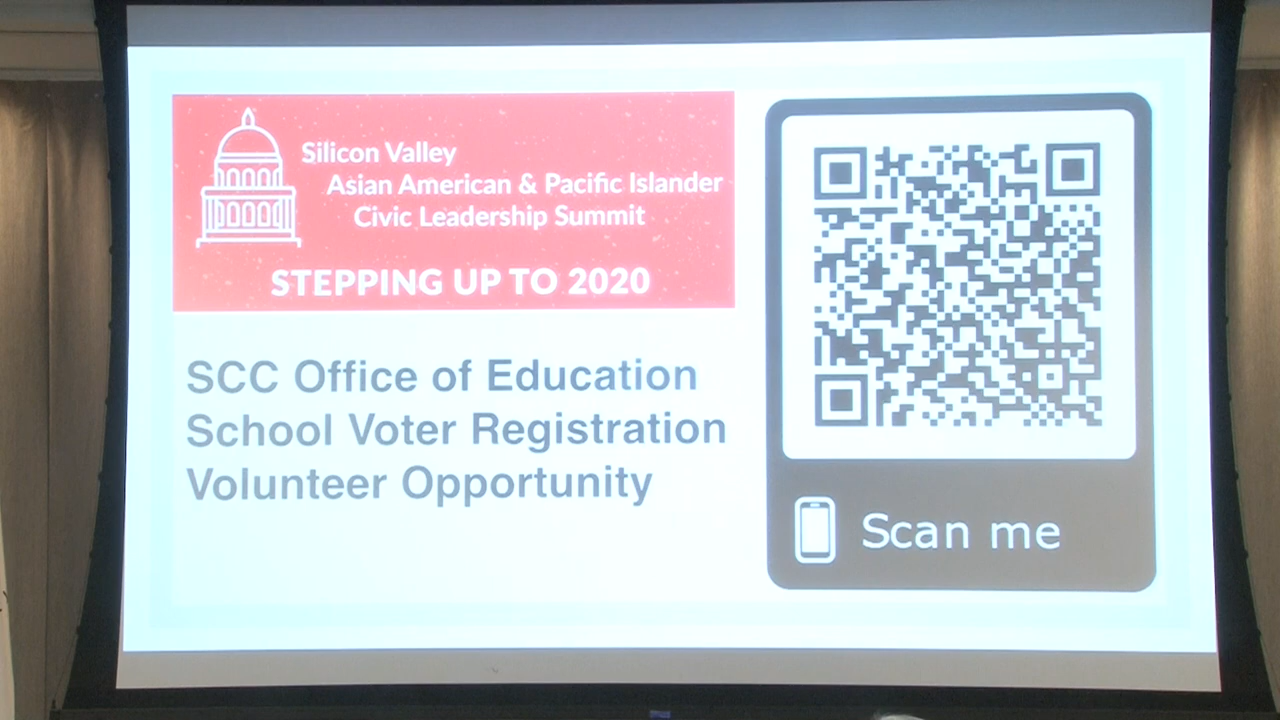 Silicon Valley
Asian American & Pacific Islander
Civic Leadership Summit
STEPPING UP TO 2020
SCC Office of Education
School Voter Registration
Volunteer Opportunity
Scan me